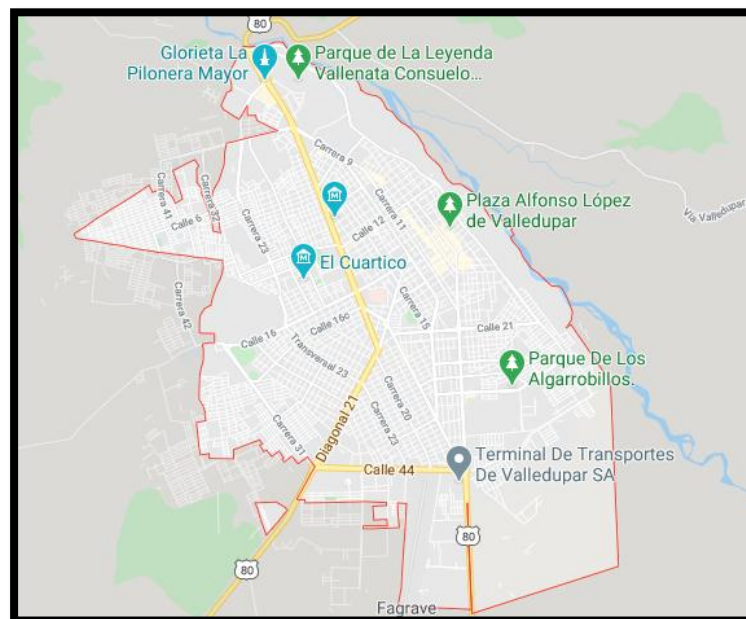 80
Glorieta La
Pilonera Mayor
Parque de La Leyenda
Vallenata Consuelo...
Carrera 9
Vía Valledupar
Carrera 41
Carrera 32
Calle 6
Carrera 23
Calle 12
Carrera 11
Plaza Alfonso López
de Valledupar
El Cuartico
Carrera 42
Calle 16
Calle 16c
Carrera 15
Calle 21
Transversal 23
Parque De Los
Algarrobillos.
Carrera 20
Carrera 31
Diagonal 21
Carrera 23
Calle 44
Terminal De Transportes
De Valledupar SA
80
80
Fagrave